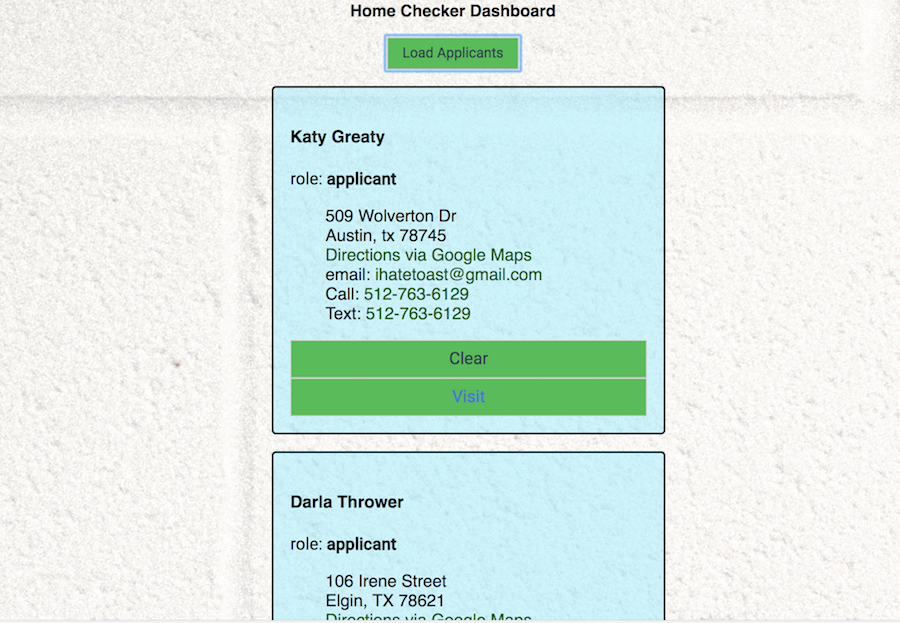 Home Checker Dashboard
Load Applicants
Katy Greaty
role: applicant
509 Wolverton Dr
Austin, tx 78745
Directions via Google Maps
email: ihatetoast@gmail.com
Call: 512-763-6129
Text: 512-763-6129
Clear
Visit
Darla Thrower
role: applicant
106 Irene Street
Elgin, TX 78621
Directions via Google Maps